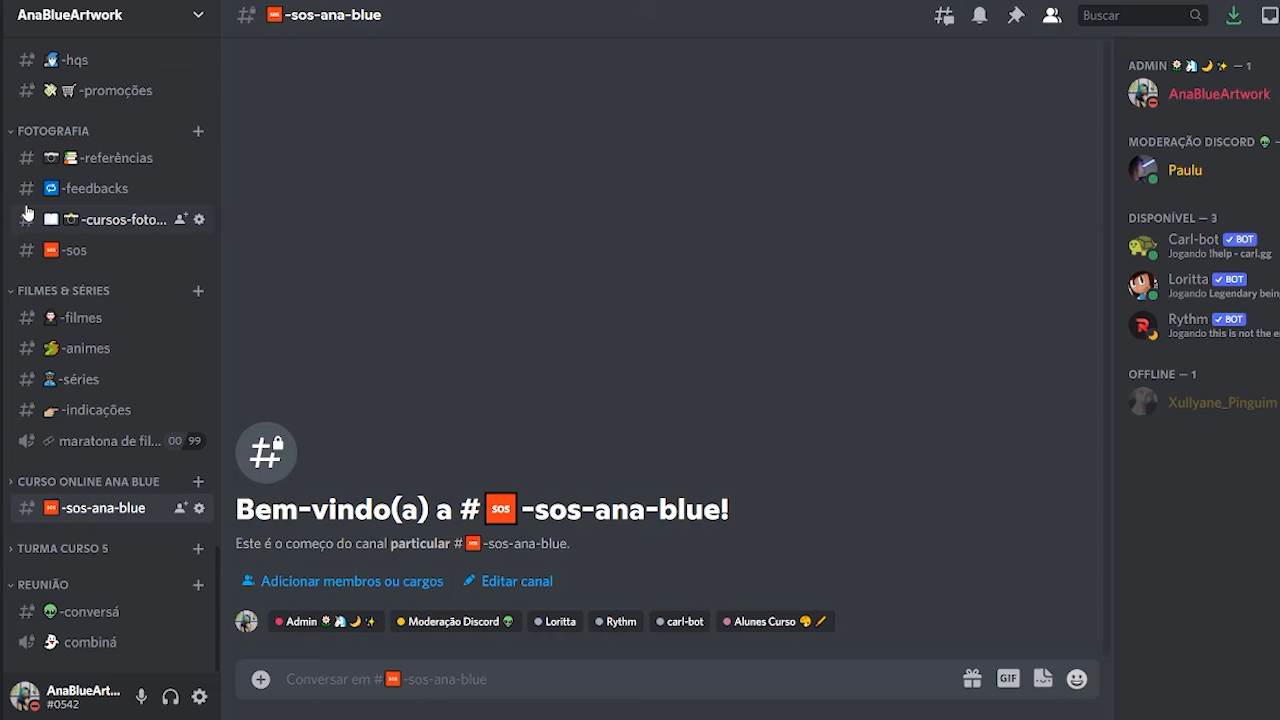 AnaBlueArtwork
-hqs
-promoções
FOTOGRAFIA
-referências
-feedbacks
-cursos-foto...
-sos
FILMES & SÉRIES
-filmes
-animes
-séries
-indicações
maratona de fil... 00 99
CURSO ONLINE ANA BLUE
-sos-ana-blue
TURMA CURSO 5
REUNIÃO
-conversá
combiná
AnaBlueArt...
#0542
# SOS -sos-ana-blue
Buscar
Bem-vindo(a) a # SOS -sos-ana-blue!
Este é o começo do canal particular # SOS -sos-ana-blue.
Adicionar membros ou cargos Editar canal
Admin Moderação Discord Loritta Rythm carl-bot Alunes Curso
Conversar em # SOS -sos-ana-blue
GIF
ADMIN — 1
AnaBlueArtwork
MODERAÇÃO DISCORD -
Paulu
DISPONÍVEL — 3
Carl-bot ✓ BOT
Jogando !help - carl.gg
Loritta ✓ BOT
Jogando Legendary bein
Rythm ✓ BOT
Jogando this is not the e
OFFLINE — 1
Xullyane_Pinguim